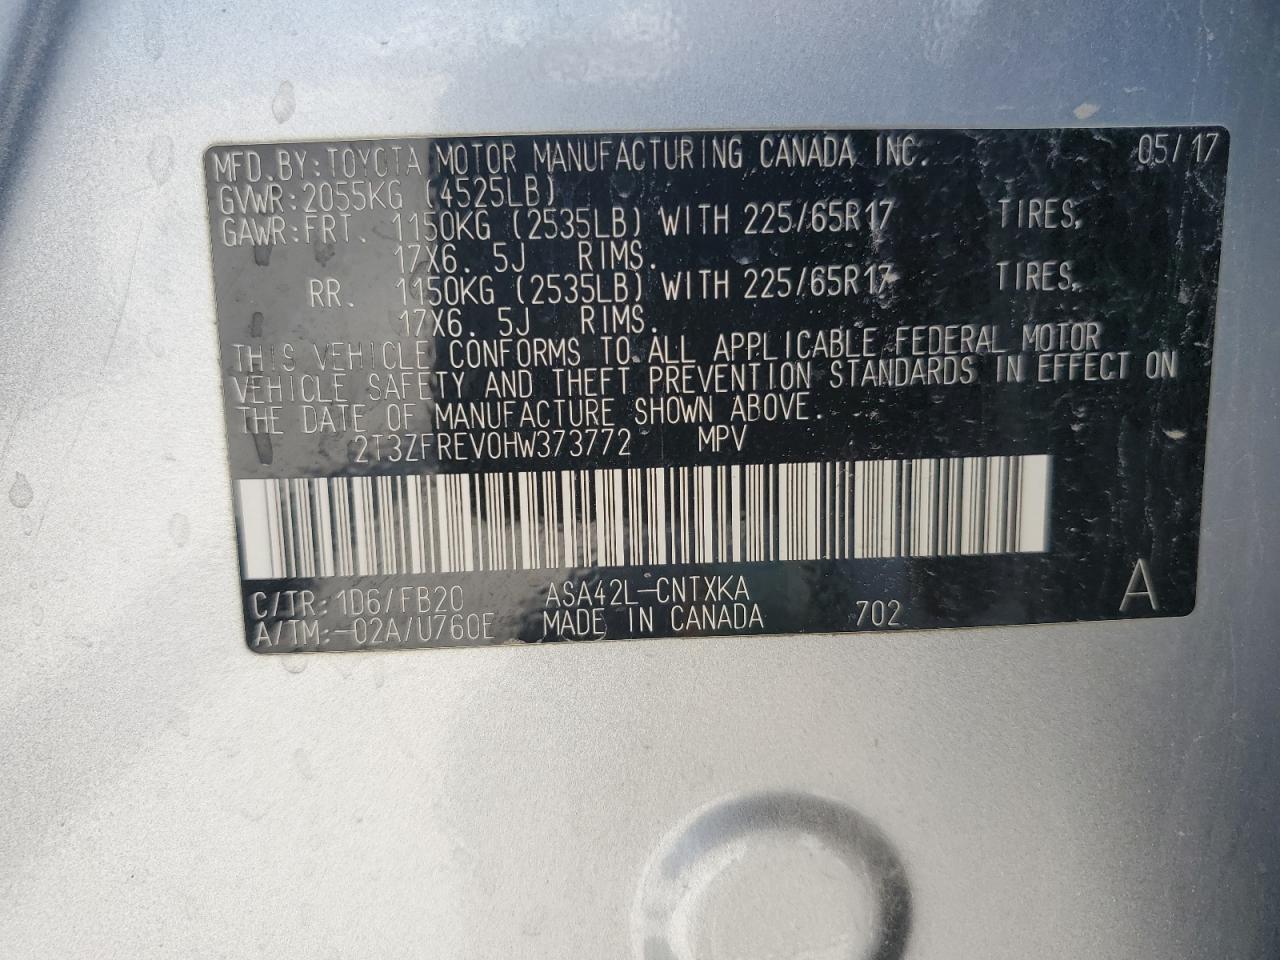 MFD.BY:TOYOTA MOTOR MANUFACTURING CANADA INC. 05/17
GVWR:2055KG (4525LB)
GAWR:FRT. 1150KG (2535LB) WITH 225/65R17 TIRES,
17X6.5J RIMS.
RR. 1150KG (2535LB) WITH 225/65R17 TIRES,
17X6.5J RIMS.
THIS VEHICLE CONFORMS TO ALL APPLICABLE FEDERAL MOTOR
VEHICLE SAFETY AND THEFT PREVENTION STANDARDS IN EFFECT ON
THE DATE OF MANUFACTURE SHOWN ABOVE.
2T3ZFREV0HW373772 MPV
C/TR:1D6/FB20 ASA42L-CNTXKA
A/TM:-02A/U760E MADE IN CANADA 702 A